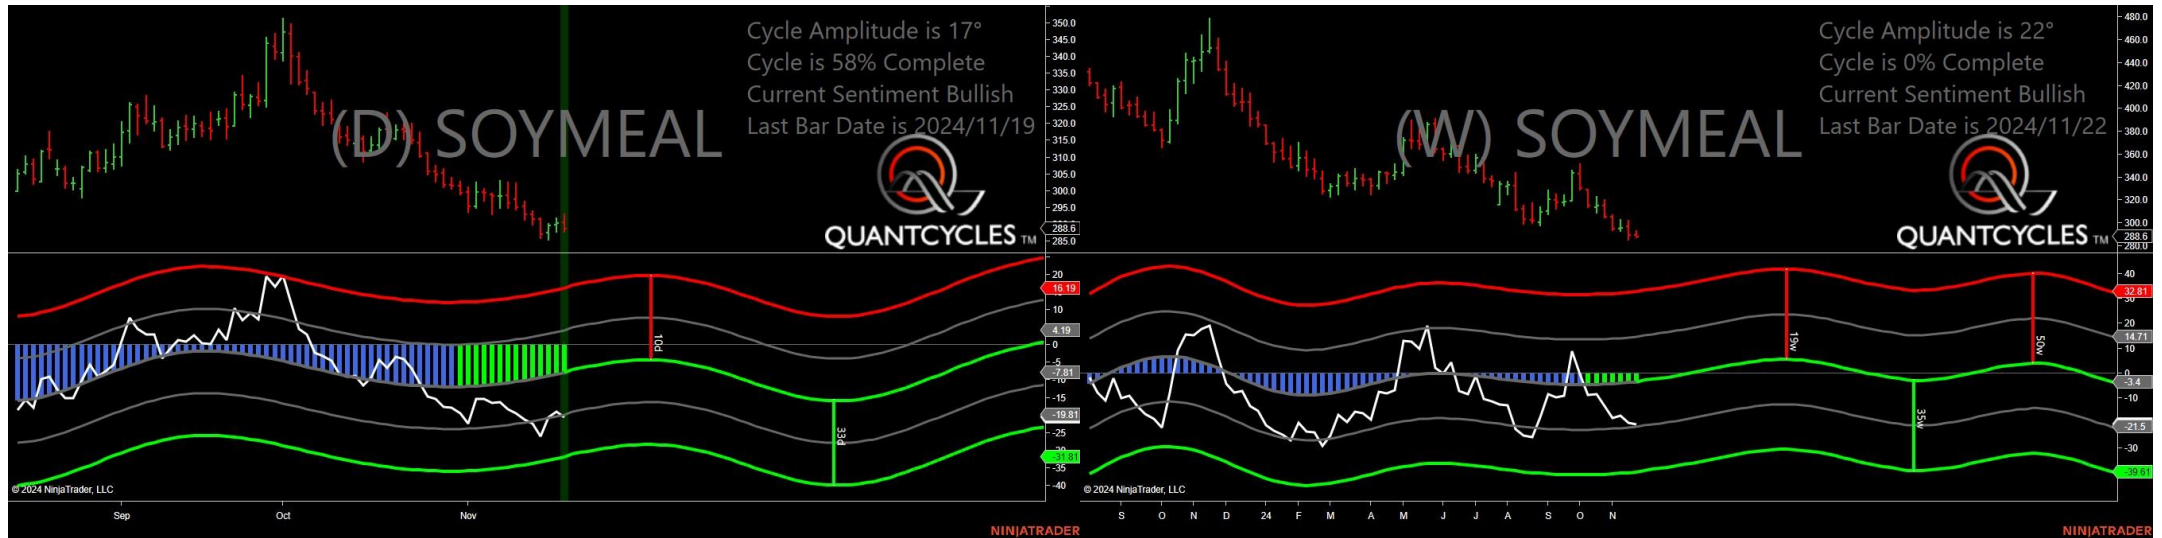 Cycle Amplitude is 17°
Cycle is 58% Complete
Current Sentiment Bullish
Last Bar Date is 2024/11/19
(D) SOYMEAL
QUANTCYCLES TM
350.0
345.0
340.0
335.0
330.0
325.0
320.0
315.0
310.0
305.0
300.0
295.0
288.6
285.0
20
16.19
10
4.19
0
-5
-7.81
-15
-19.81
-25
-31.81
-35
-40
10d
33d
© 2024 NinjaTrader, LLC
Sep
Oct
Nov
NINJATRADER
Cycle Amplitude is 22°
Cycle is 0% Complete
Current Sentiment Bullish
Last Bar Date is 2024/11/22
(W) SOYMEAL
QUANTCYCLES TM
480.0
460.0
440.0
420.0
400.0
380.0
360.0
340.0
320.0
300.0
288.6
280.0
40
32.81
30
20
14.71
10
0
-3.4
-10
-21.5
-30
-39.61
19w
35w
50w
© 2024 NinjaTrader, LLC
S
O
N
D
24
F
M
A
M
J
J
A
S
O
N
NINJATRADER